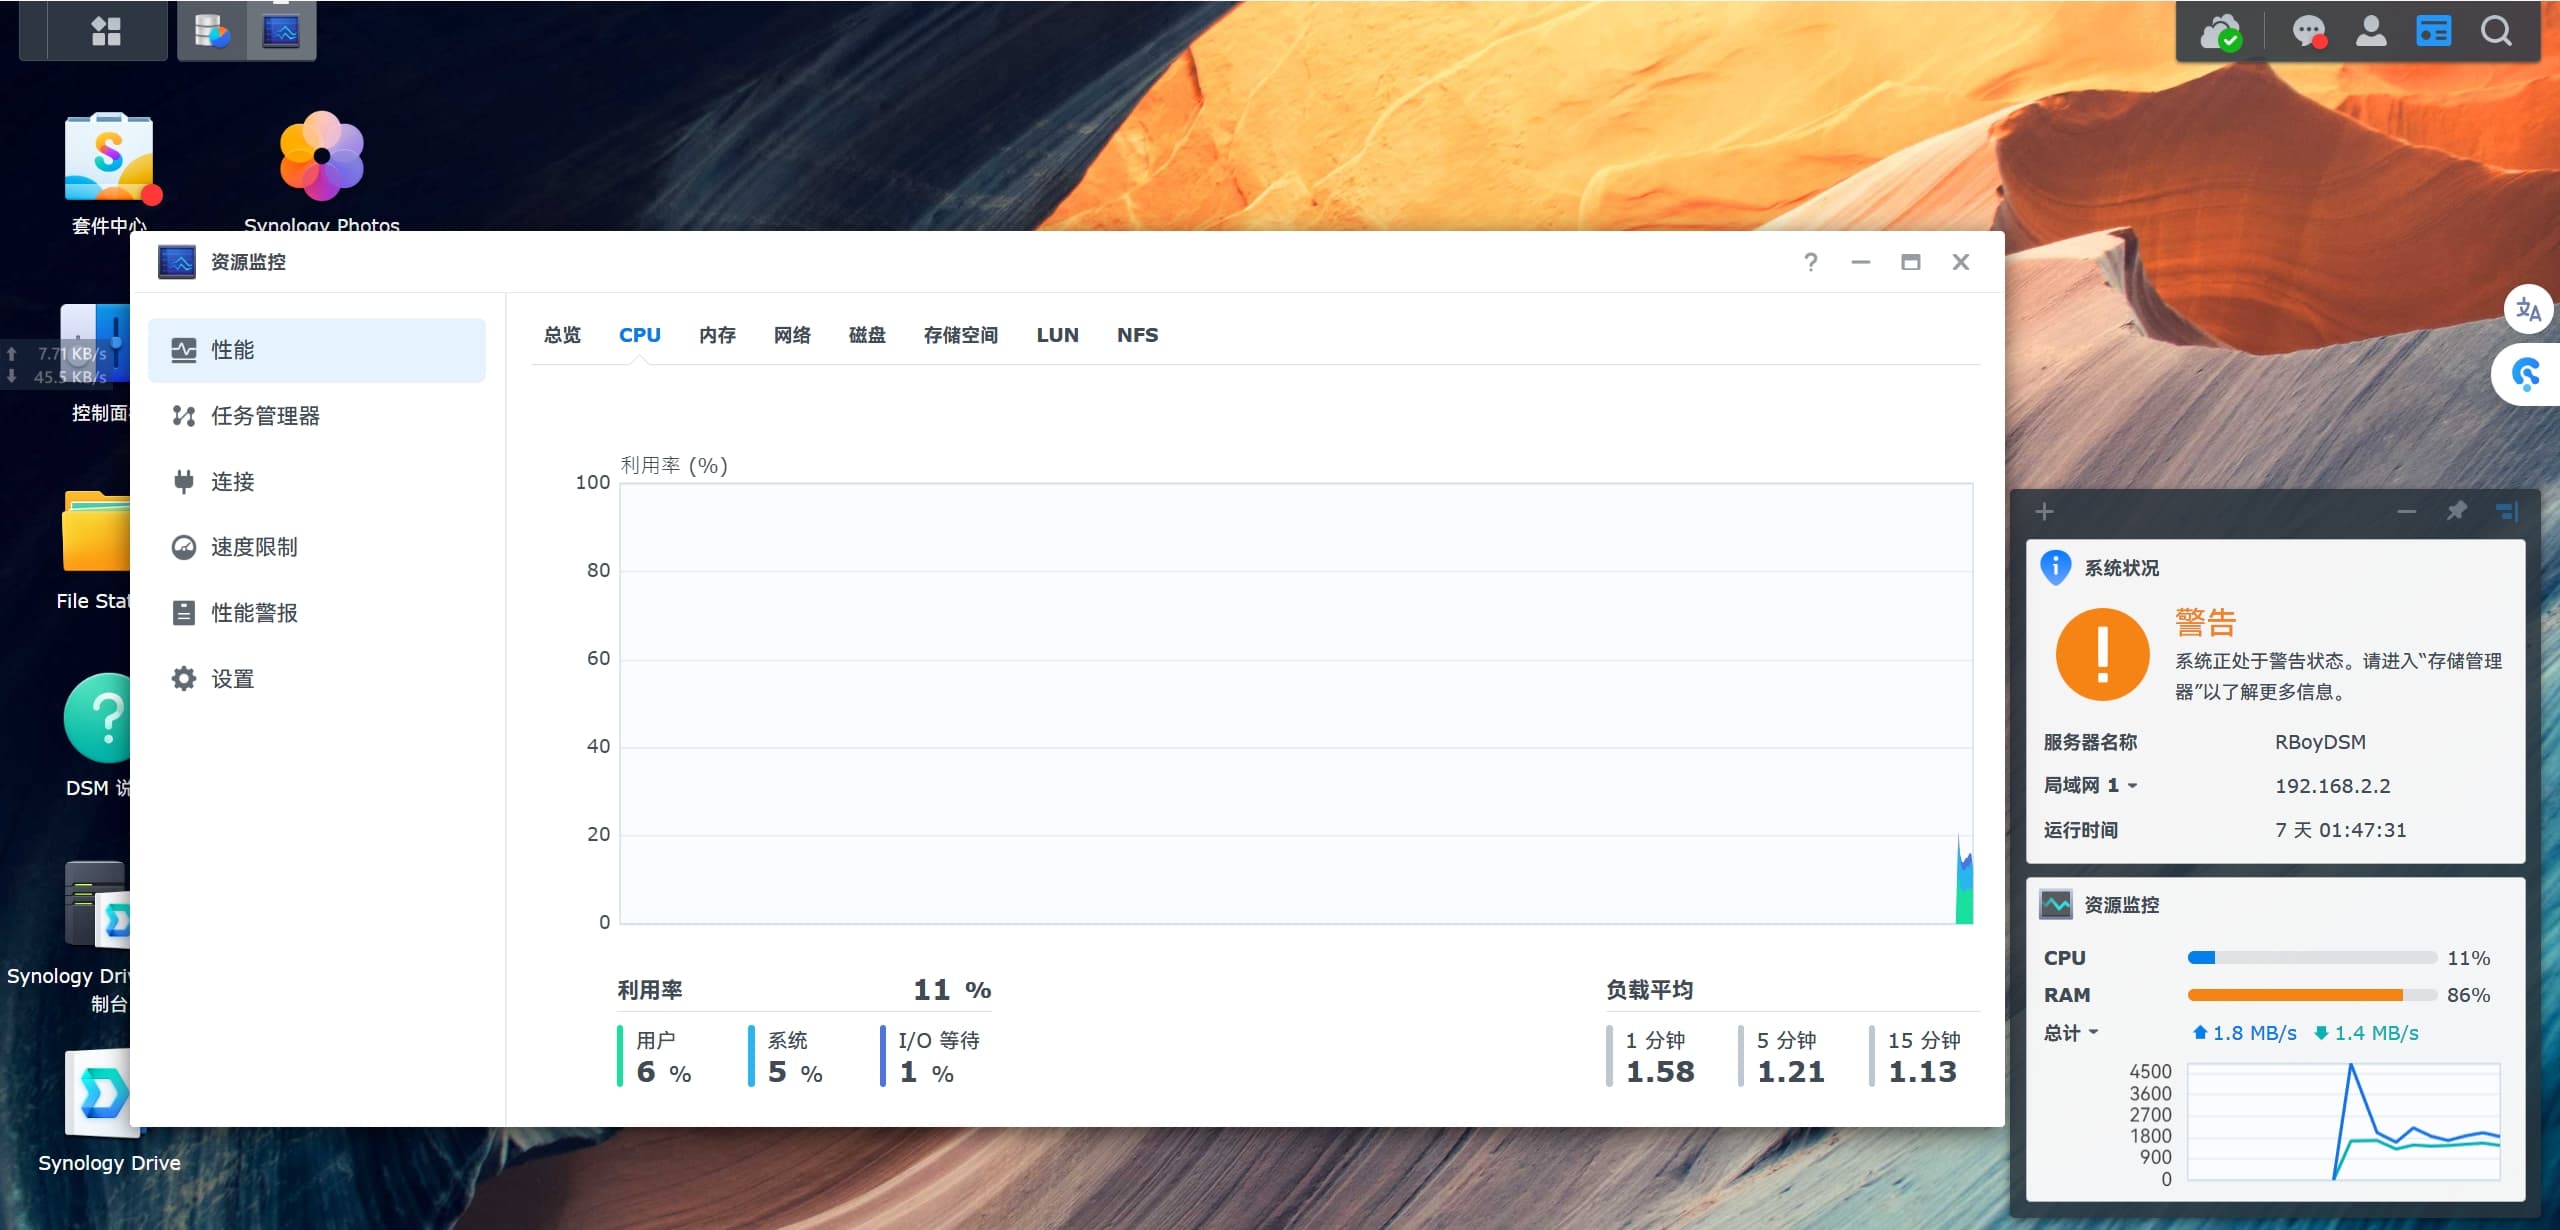 套件中心
Synology Photos
7.71 KB/s
45.5 KB/s
控制面
File Stat
DSM 说
Synology Driv
制台
Synology Drive
资源监控
性能
任务管理器
连接
速度限制
性能警报
设置
总览 CPU 内存 网络 磁盘 存储空间 LUN NFS
利用率 (%)
100
80
60
40
20
0
利用率 11 %
用户 系统 I/O 等待
6 % 5 % 1 %
负载平均
1 分钟 5 分钟 15 分钟
1.58 1.21 1.13
系统状况
警告
系统正处于警告状态。请进入“存储管理
器”以了解更多信息。
服务器名称 RBoyDSM
局域网 1 192.168.2.2
运行时间 7 天 01:47:31
资源监控
CPU 11%
RAM 86%
总计 1.8 MB/s 1.4 MB/s
4500
3600
2700
1800
900
0